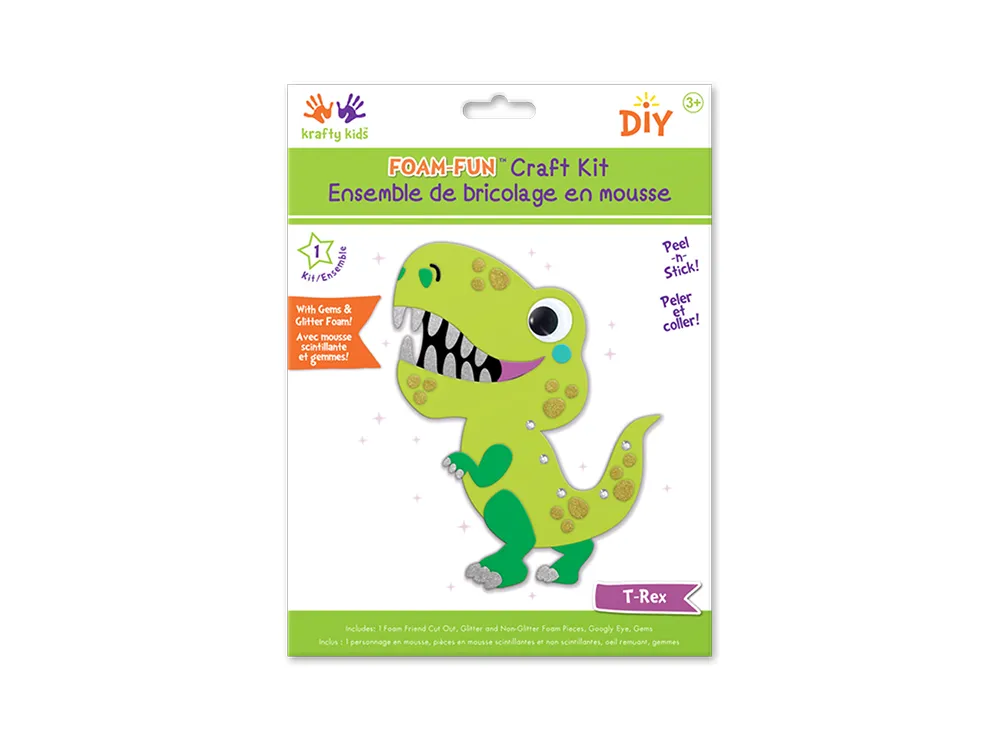 krafty kids™
DIY
3+
FOAM-FUN™ Craft Kit
Ensemble de bricolage en mousse
1
Kit/Ensemble
With Gems &
Glitter Foam!
Avec mousse
scintillante
et gemmes!
Peel
-n-
Stick!
Peler
et
coller!
T-Rex
Includes: 1 Foam Friend Cut Out, Glitter and Non-Glitter Foam Pieces, Googly Eye, Gems
Inclus : 1 personnage en mousse, pièces en mousse scintillantes et non scintillantes, oeil remuant, gemmes